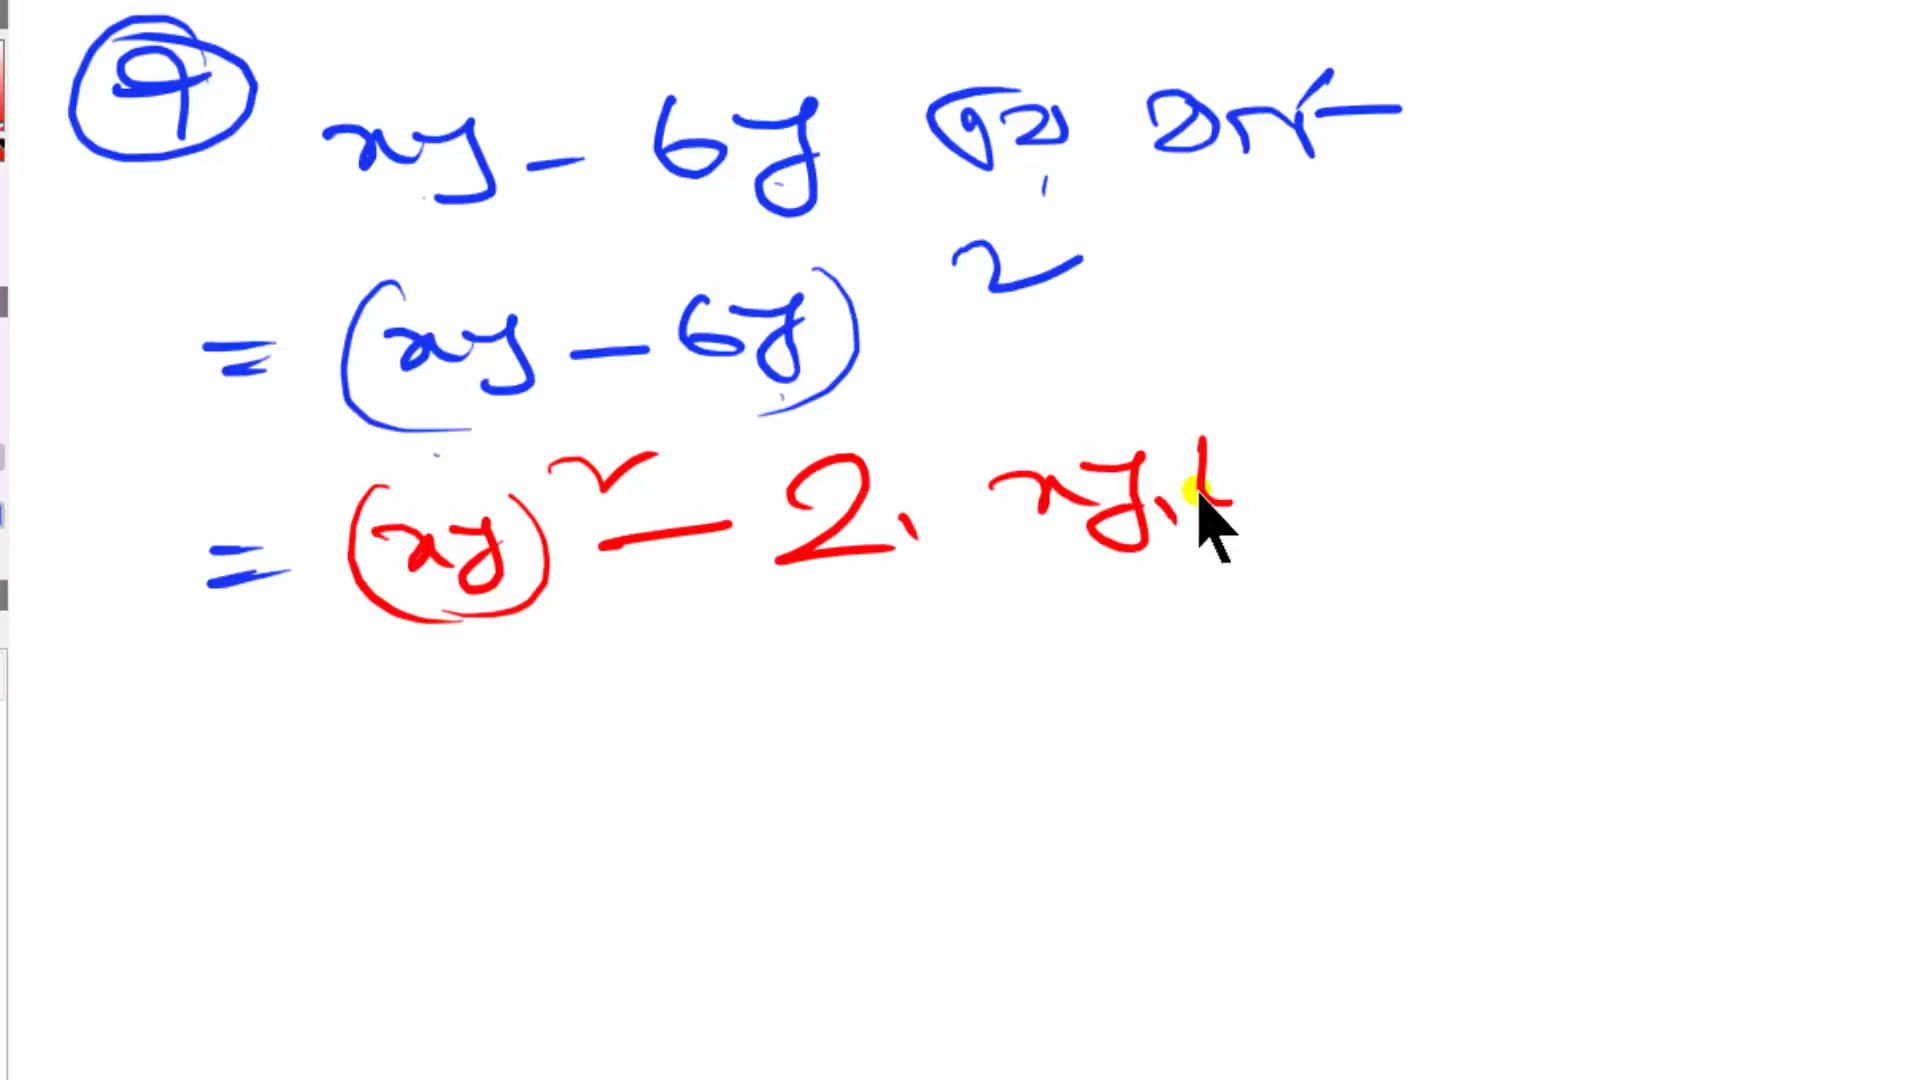 ৭ xy - 6y এর বর্গ -
= (xy - 6y)²
= (xy)² - 2. xy.